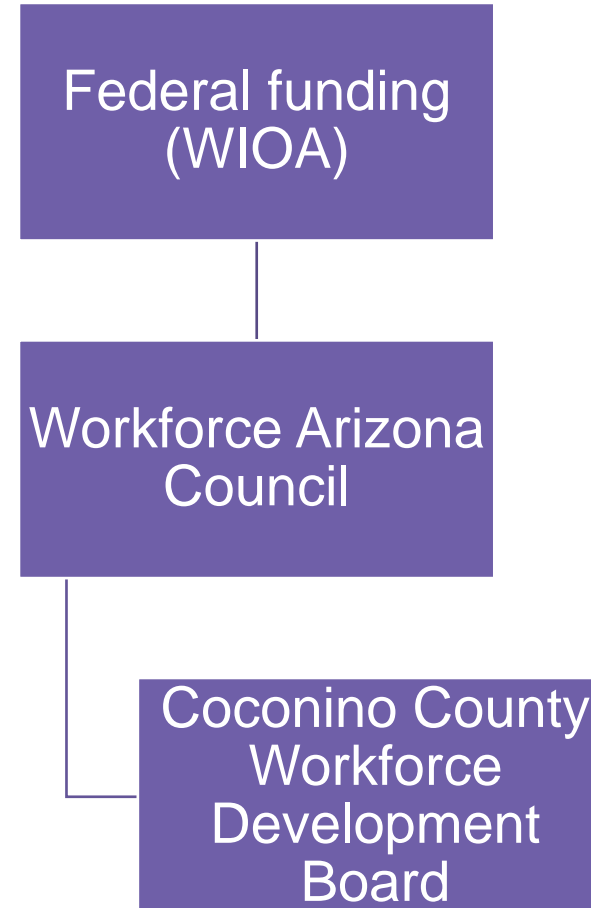 Federal funding
(WIOA)
Workforce Arizona
Council
Coconino County
Workforce
Development
Board